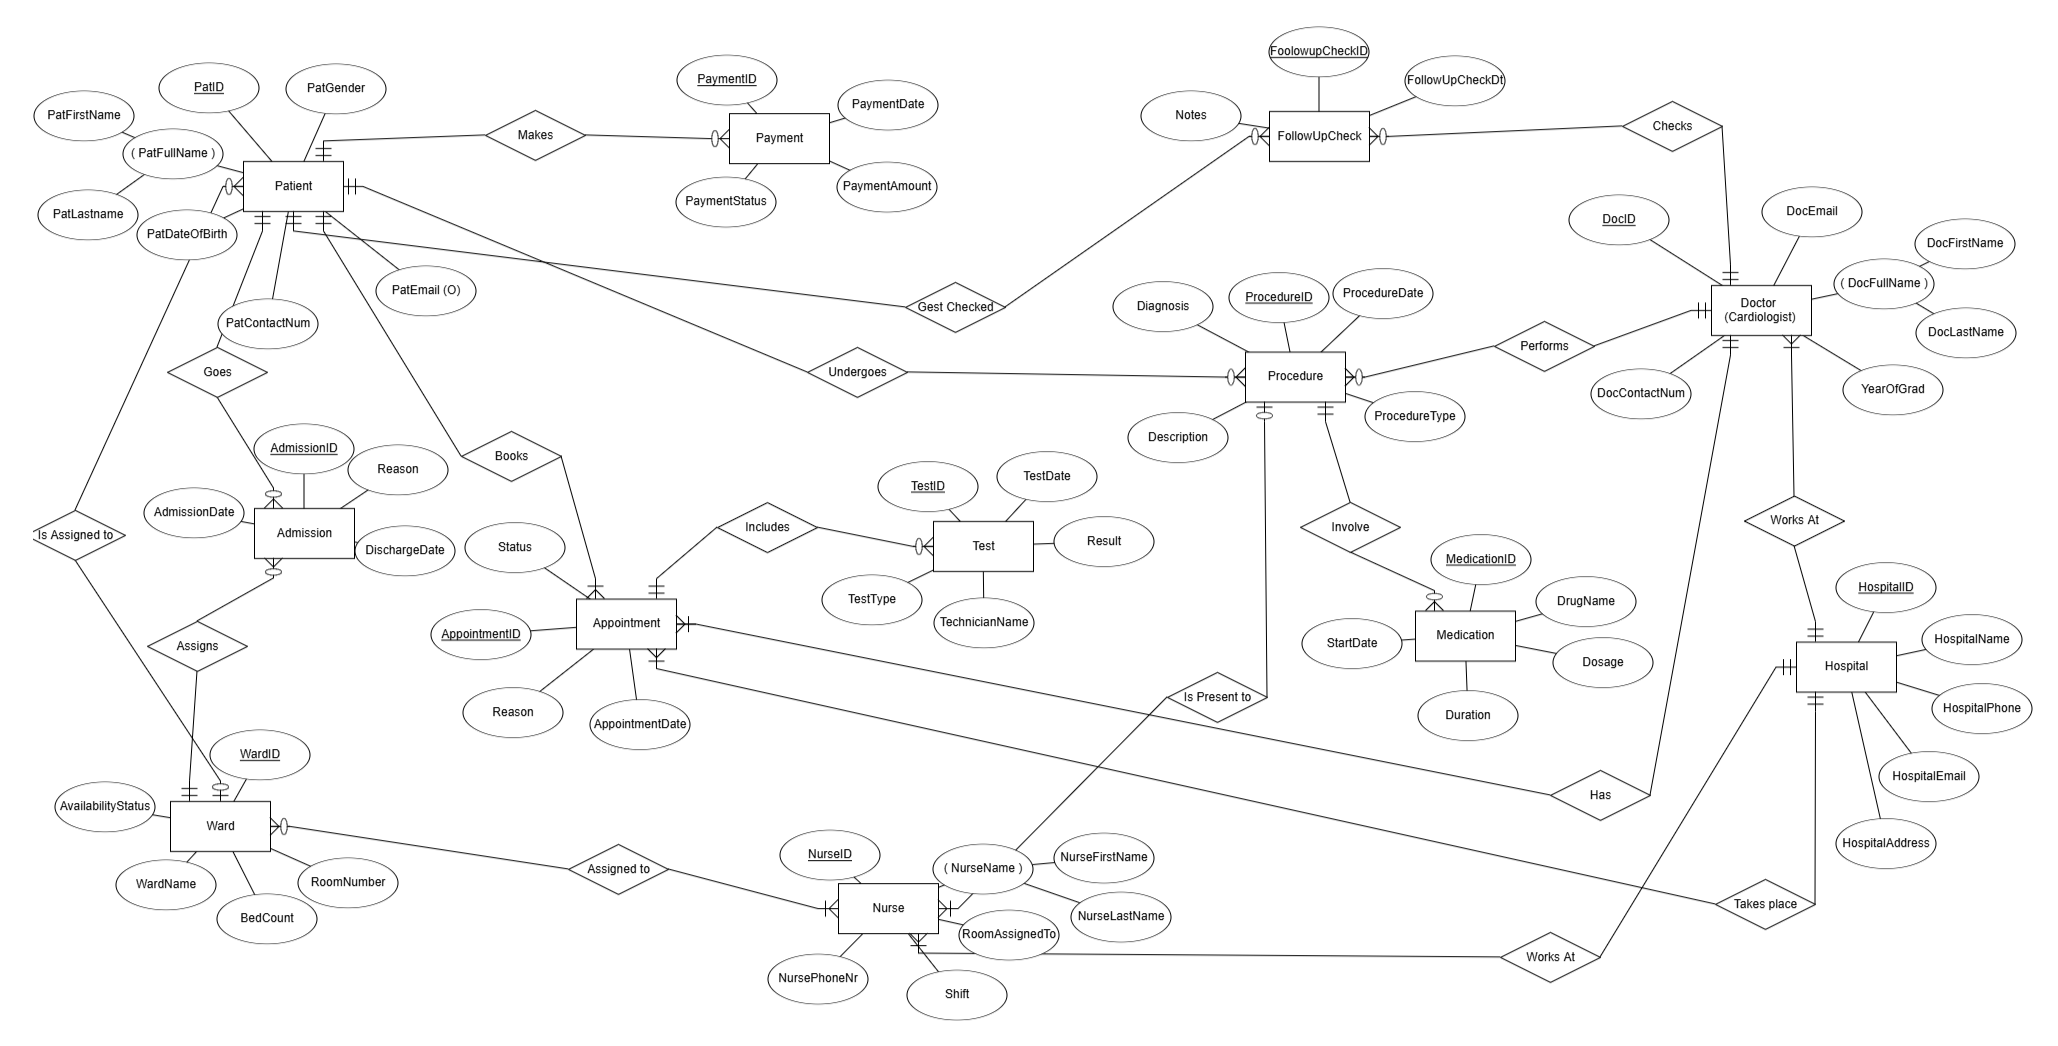 FoolowupCheckID
PaymentID
FollowUpCheckDt
PatID
PatGender
PaymentDate
PatFirstName
Notes
Makes
Payment
FollowUpCheck
Checks
( PatFullName )
Patient
PaymentAmount
PaymentStatus
PatLastname
PatDateOfBirth
DocID
DocEmail
DocFirstName
PatEmail (O)
Diagnosis
ProcedureID
ProcedureDate
( DocFullName )
Gest Checked
Doctor
(Cardiologist)
PatContactNum
DocLastName
Goes
Undergoes
Procedure
Performs
DocContactNum
YearOfGrad
ProcedureType
Description
AdmissionID
Reason
Books
TestID
TestDate
AdmissionDate
Admission
Is Assigned to
DischargeDate
Status
Includes
Test
Result
Involve
Works At
MedicationID
HospitalID
TestType
TechnicianName
DrugName
Appointment
AppointmentID
StartDate
Medication
HospitalName
Assigns
Dosage
Hospital
Reason
AppointmentDate
Is Present to
Duration
HospitalPhone
WardID
HospitalEmail
AvailabilityStatus
Has
Ward
HospitalAddress
WardName
RoomNumber
BedCount
Assigned to
NurseID
( NurseName )
NurseFirstName
Nurse
NurseLastName
Takes place
RoomAssignedTo
NursePhoneNr
Shift
Works At